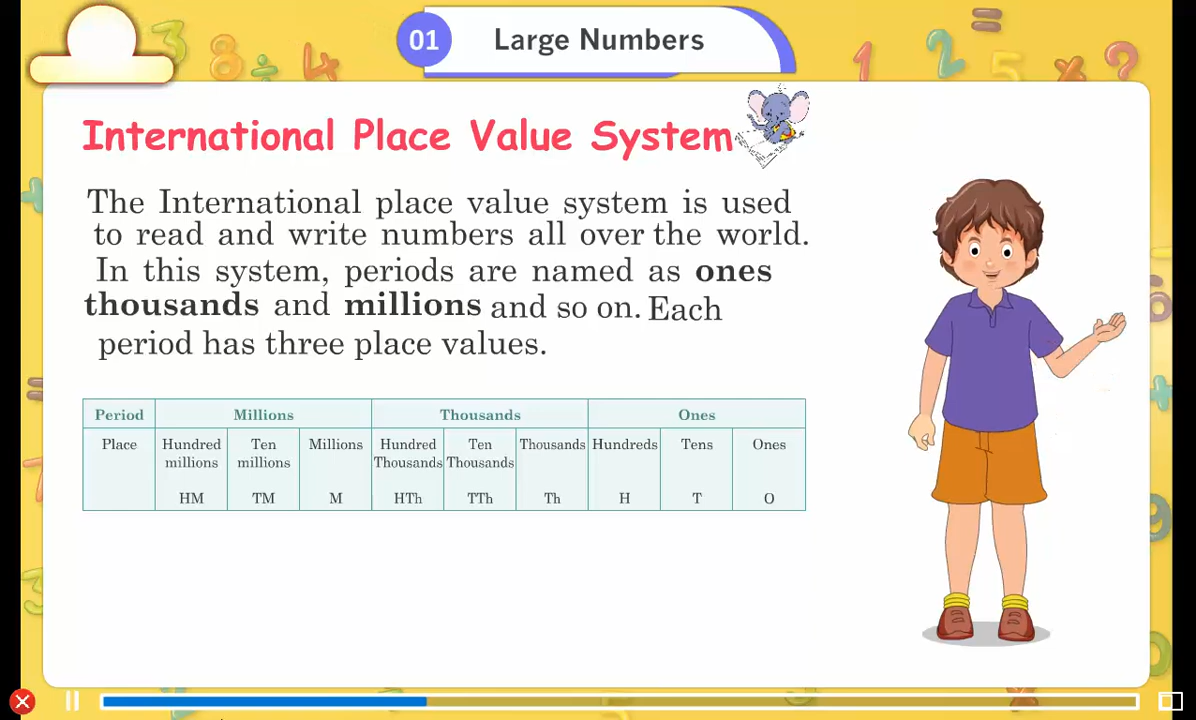 01 Large Numbers
International Place Value System
The International place value system is used
to read and write numbers all over the world.
In this system, periods are named as ones
thousands and millions and so on. Each
period has three place values.
Period Millions Thousands Ones
Place Hundred millions Ten millions Millions Hundred Thousands Ten Thousands Thousands Hundreds Tens Ones
HM TM M HTh TTh Th H T O